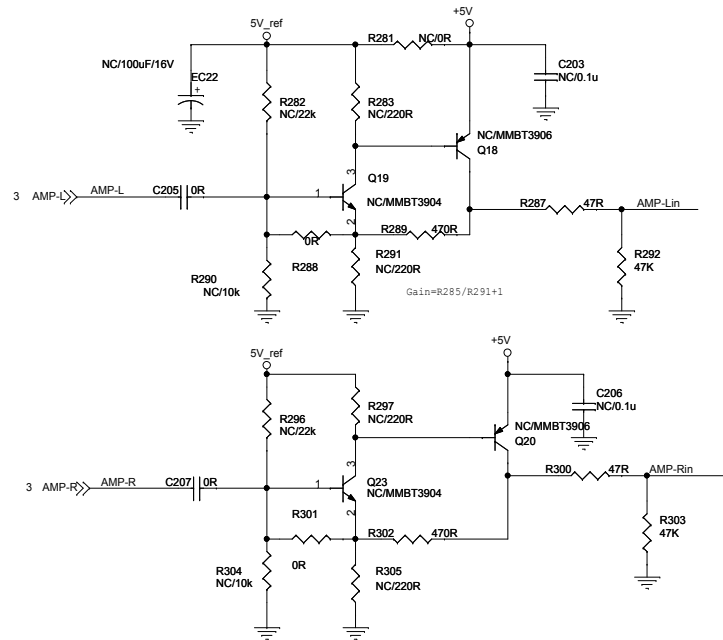 5V_ref
+5V
R281 NC/0R
NC/100uF/16V
EC22
+
R282
NC/22k
R283
NC/220R
C203
NC/0.1u
NC/MMBT3906
Q18
3 AMP-L
AMP-L
C205 0R
1
3
2
Q19
NC/MMBT3904
R287 47R
AMP-Lin
0R
R288
R289 470R
R290
NC/10k
R291
NC/220R
R292
47K
Gain=R285/R291+1
5V_ref
+5V
R296
NC/22k
R297
NC/220R
C206
NC/0.1u
NC/MMBT3906
Q20
3 AMP-R
AMP-R
C207 0R
1
3
2
Q23
NC/MMBT3904
R300 47R
AMP-Rin
R301
0R
R302 470R
R303
47K
R304
NC/10k
R305
NC/220R